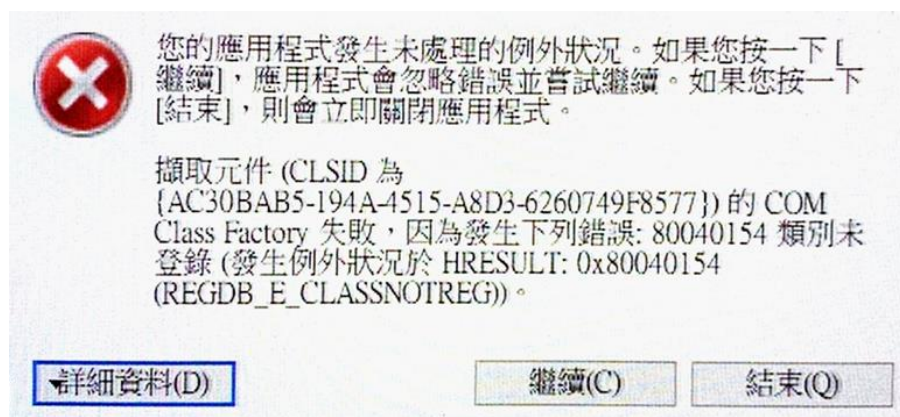 您的應用程式發生未處理的例外狀況。如果您按一下 [
繼續]，應用程式會忽略錯誤並嘗試繼續。如果您按一下
[結束]，則會立即關閉應用程式。
擷取元件 (CLSID 為
{AC30BAB5-194A-4515-A8D3-6260749F8577}) 的 COM
Class Factory 失敗，因為發生下列錯誤: 80040154 類別未
登錄 (發生例外狀況於 HRESULT: 0x80040154
(REGDB_E_CLASSNOTREG))。
詳細資料(D)
繼續(C)
結束(Q)